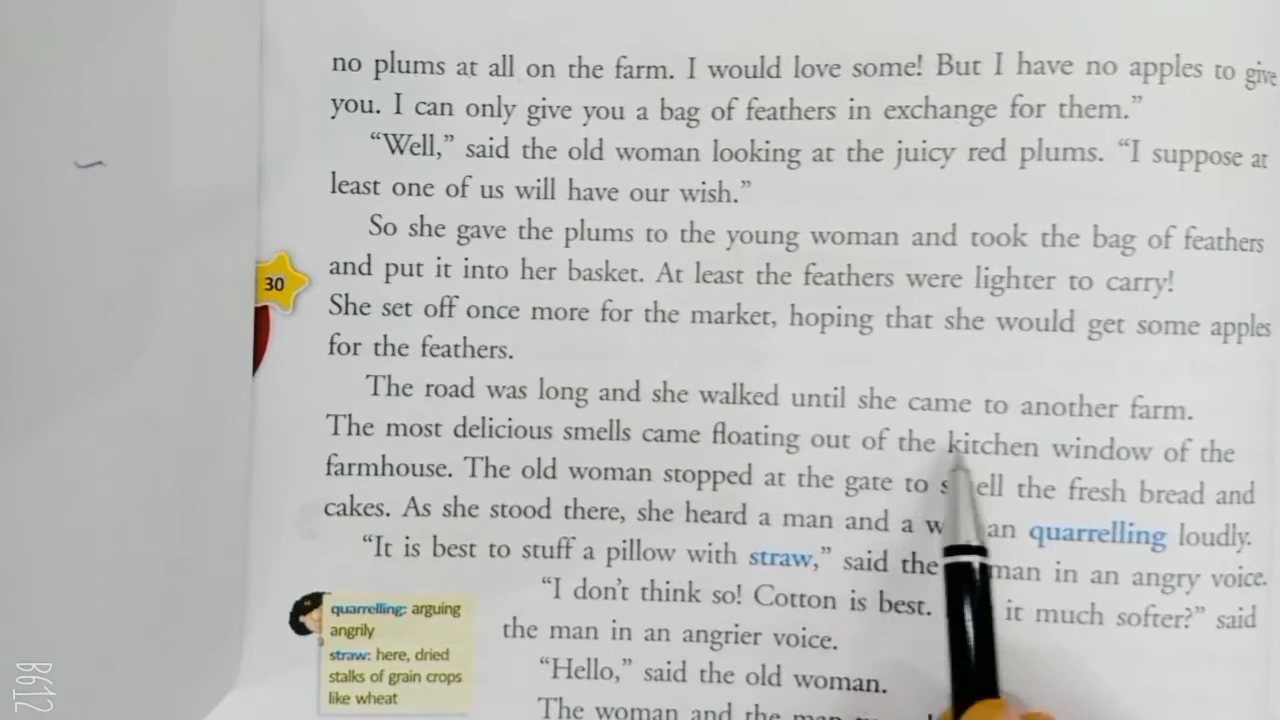 no plums at all on the farm. I would love some! But I have no apples to give
you. I can only give you a bag of feathers in exchange for them.”
“Well,” said the old woman looking at the juicy red plums. “I suppose at
least one of us will have our wish.”
So she gave the plums to the young woman and took the bag of feathers
30
and put it into her basket. At least the feathers were lighter to carry!
She set off once more for the market, hoping that she would get some apples
for the feathers.
The road was long and she walked until she came to another farm.
The most delicious smells came floating out of the kitchen window of the
farmhouse. The old woman stopped at the gate to the fresh bread and
cakes. As she stood there, she heard a man and a quarrelling loudly.
“It is best to stuff a pillow with straw,” said the in an angry voice.
“I don’t think so! Cotton is best. it much softer?” said
the man in an angrier voice.
“Hello,” said the old woman.
The woman and the
quarrelling: arguing
angrily
straw: here, dried
stalks of grain crops
like wheat
B612